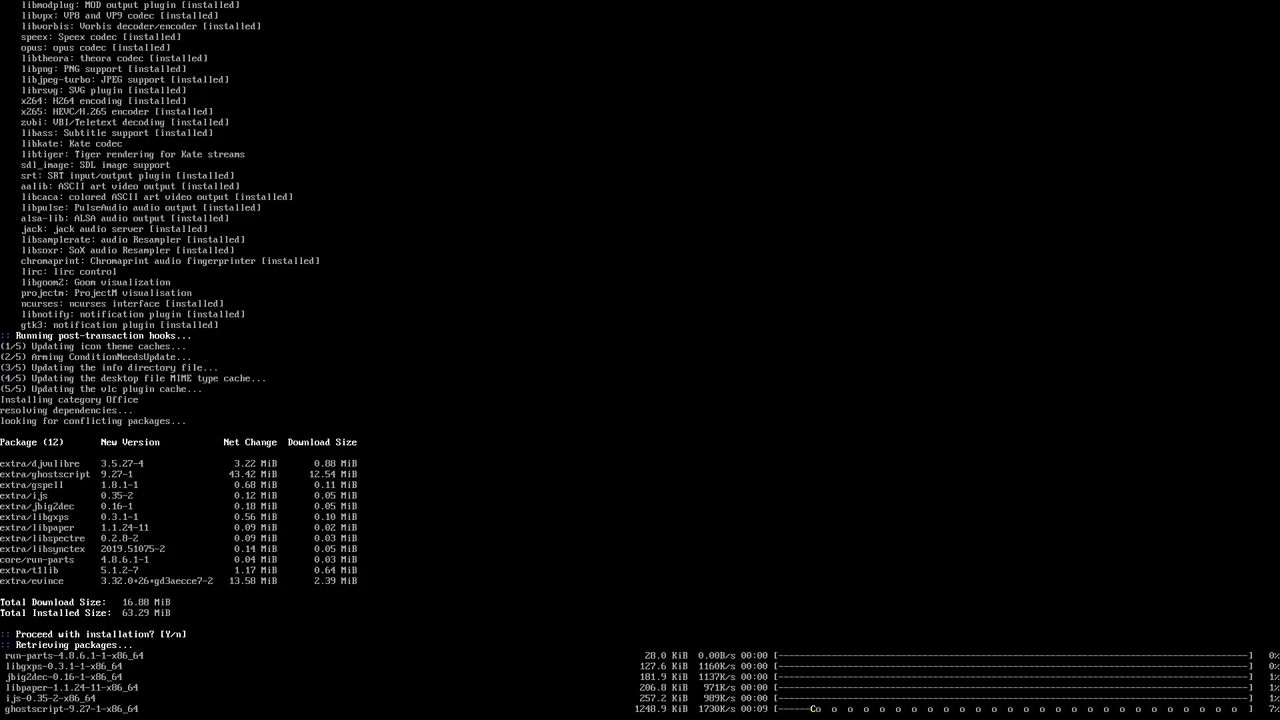 libmodplug: MOD output plugin [installed]
libvpx: VP8 and VP9 codec [installed]
libvorbis: Vorbis decoder/encoder [installed]
speex: Speex codec [installed]
opus: opus codec [installed]
libtheora: theora codec [installed]
libpng: PNG support [installed]
libjpeg-turbo: JPEG support [installed]
librsvg: SVG plugin [installed]
x264: H264 encoding [installed]
x265: HEVC/H.265 encoder [installed]
zvbi: VBI/Teletext decoding [installed]
libass: Subtitle support [installed]
libkate: Kate codec
libtiger: Tiger rendering for Kate streams
sdl_image: SDL image support
srt: SRT input/output plugin [installed]
aalib: ASCII art video output [installed]
libcaca: colored ASCII art video output [installed]
libpulse: PulseAudio audio output [installed]
alsa-lib: ALSA audio output [installed]
jack: jack audio server [installed]
libsamplerate: audio Resampler [installed]
libsoxr: SoX audio Resampler [installed]
chromaprint: Chromaprint audio fingerprinter [installed]
lirc: lirc control
libgoom2: Goom visualization
projectm: ProjectM visualisation
ncurses: ncurses interface [installed]
libnotify: notification plugin [installed]
gtk3: notification plugin [installed]
:: Running post-transaction hooks...
(1/5) Updating icon theme caches...
(2/5) Arming ConditionNeedsUpdate...
(3/5) Updating the info directory file...
(4/5) Updating the desktop file MIME type cache...
(5/5) Updating the vlc plugin cache...
Installing category Office
resolving dependencies...
looking for conflicting packages...
Package (12) New Version Net Change Download Size
extra/djvulibre 3.5.27-4 3.22 MiB 0.88 MiB
extra/ghostscript 9.27-1 43.42 MiB 12.54 MiB
extra/gspell 1.8.1-1 0.68 MiB 0.11 MiB
extra/ijs 0.35-2 0.12 MiB 0.05 MiB
extra/jbig2dec 0.16-1 0.18 MiB 0.05 MiB
extra/libgxps 0.3.1-1 0.56 MiB 0.10 MiB
extra/libpaper 1.1.24-11 0.09 MiB 0.02 MiB
extra/libspectre 0.2.8-2 0.09 MiB 0.03 MiB
extra/libsynctex 2019.51075-2 0.14 MiB 0.05 MiB
core/run-parts 4.8.6.1-1 0.04 MiB 0.03 MiB
extra/t1lib 5.1.2-7 1.17 MiB 0.64 MiB
extra/evince 3.32.0+26+gd3aecce7-2 13.58 MiB 2.39 MiB
Total Download Size: 16.88 MiB
Total Installed Size: 63.29 MiB
:: Proceed with installation? [Y/n]
:: Retrieving packages...
run-parts-4.8.6.1-1-x86_64 28.0 KiB 0.00B/s 00:00 [----------------------------------------------------------------------------------------] 0%
libgxps-0.3.1-1-x86_64 127.6 KiB 1160K/s 00:00 [----------------------------------------------------------------------------------------] 1%
jbig2dec-0.16-1-x86_64 181.9 KiB 1137K/s 00:00 [----------------------------------------------------------------------------------------] 1%
libpaper-1.1.24-11-x86_64 206.8 KiB 971K/s 00:00 [----------------------------------------------------------------------------------------] 1%
ijs-0.35-2-x86_64 257.2 KiB 989K/s 00:00 [----------------------------------------------------------------------------------------] 1%
ghostscript-9.27-1-x86_64 1248.9 KiB 1730K/s 00:09 [------Co o o o o o o o o o o o o o o o o o o o o o o o o o o ] 7%